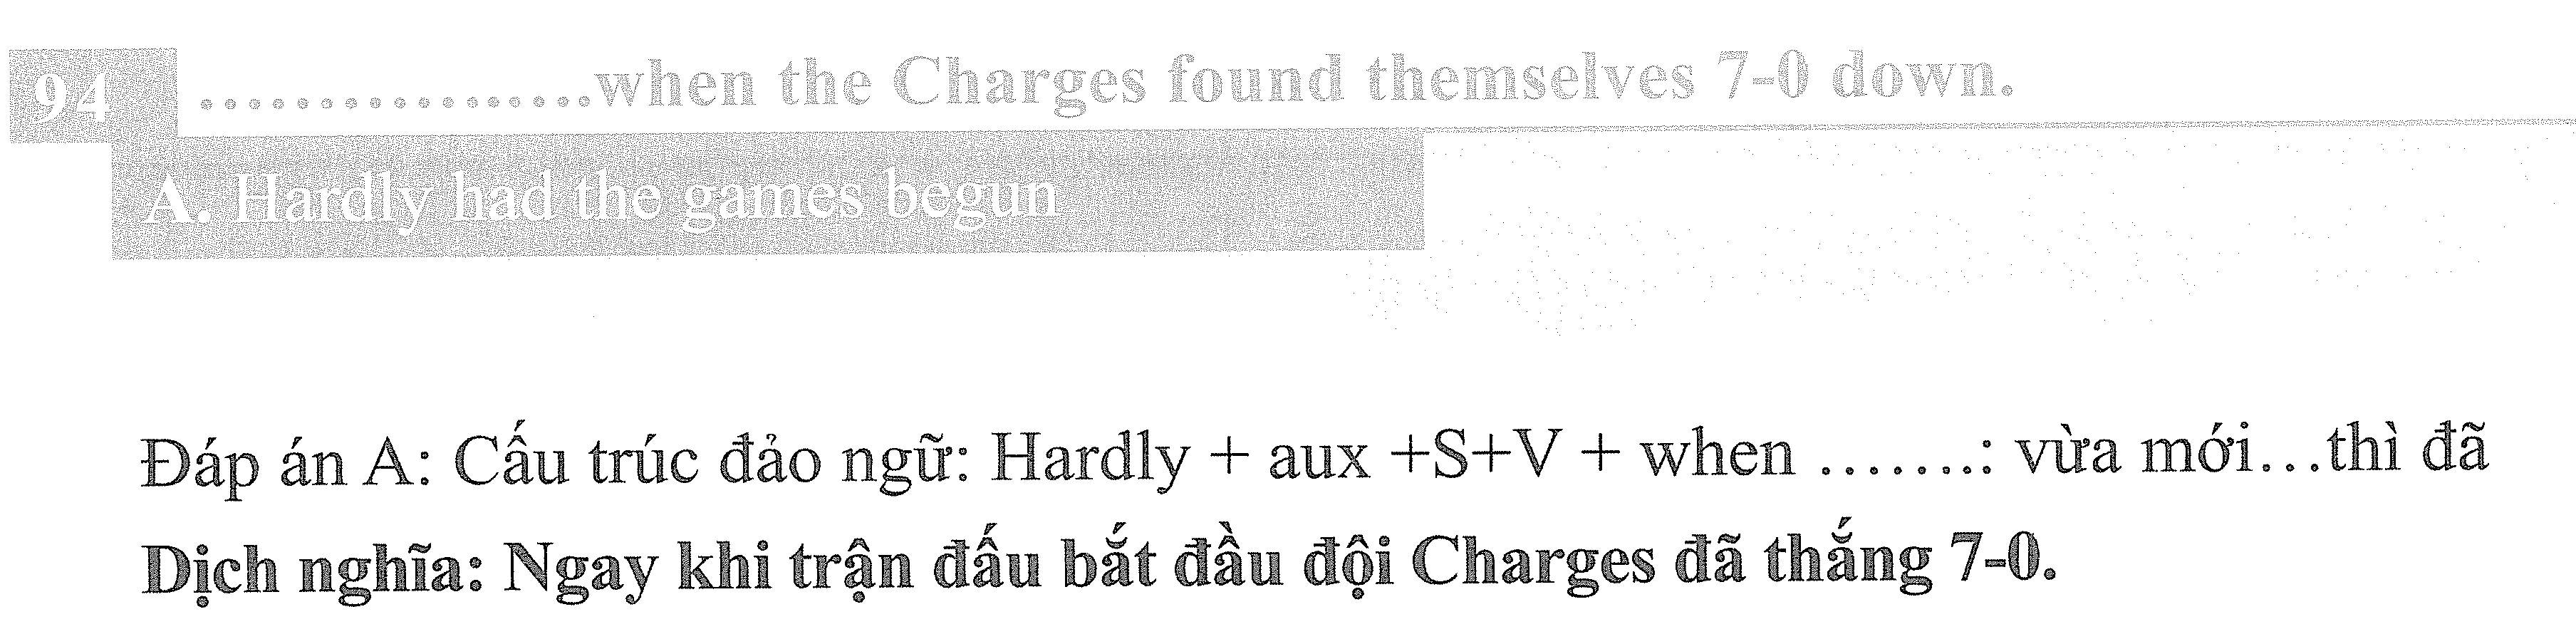 94 .................when the Charges found themselves 7-0 down.
A. Hardly had the games begun
Đáp án A: Cấu trúc đảo ngữ: Hardly + aux +S+V + when .......: vừa mới...thì đã
Dịch nghĩa: Ngay khi trận đấu bắt đầu đội Charges đã thắng 7-0.